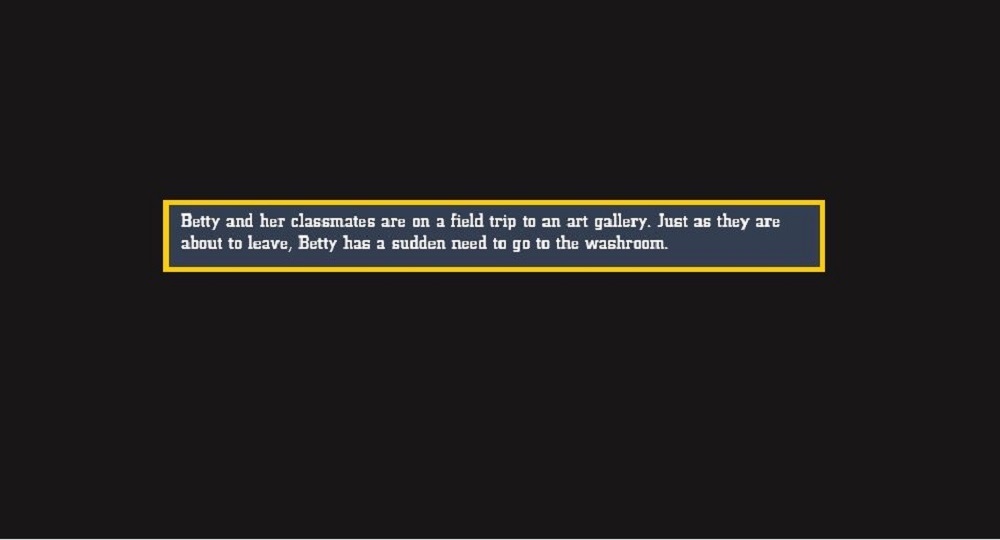 Betty and her classmates are on a field trip to an art gallery. Just as they are
about to leave, Betty has a sudden need to go to the washroom.